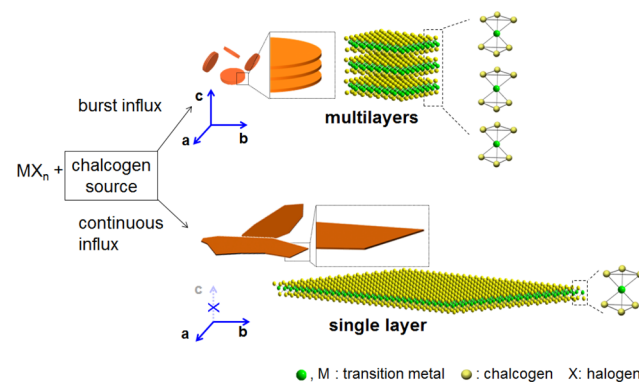 burst influx
c
a
b
multilayers
MXn +
chalcogen
source
continuous
influx
c
X
a
b
single layer
, M : transition metal : chalcogen X: halogen